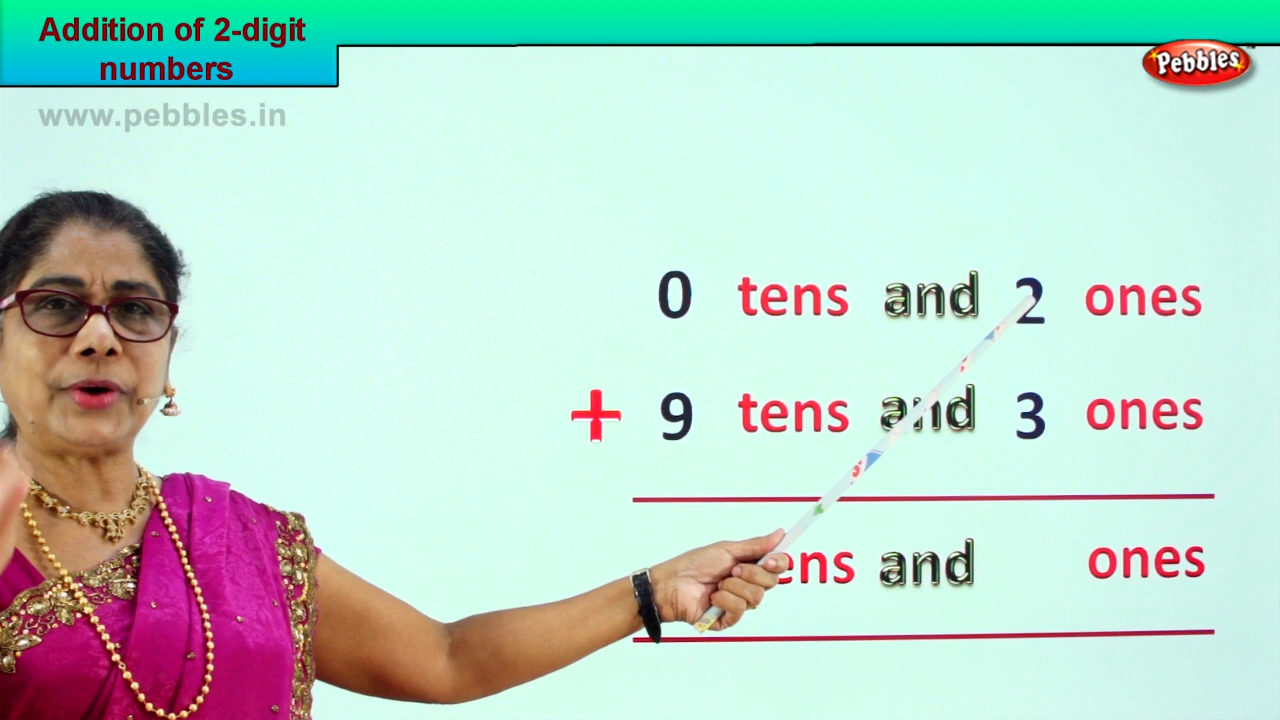 Addition of 2-digit
numbers
www.pebbles.in
Pebbles
0 tens and 2 ones
+ 9 tens and 3 ones
and ones